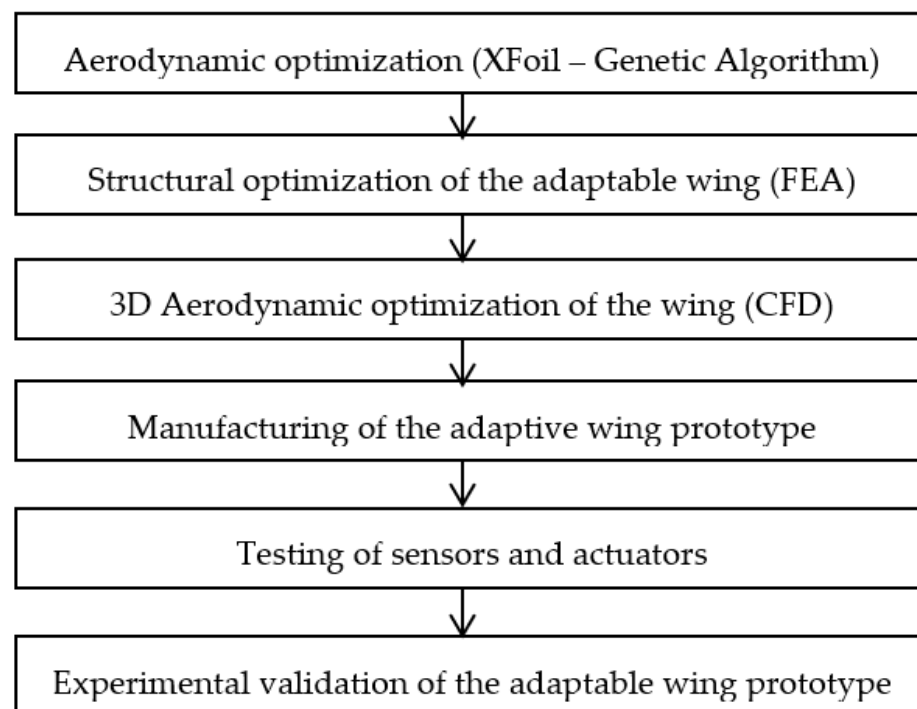 Aerodynamic optimization (XFoil – Genetic Algorithm)
Structural optimization of the adaptable wing (FEA)
3D Aerodynamic optimization of the wing (CFD)
Manufacturing of the adaptive wing prototype
Testing of sensors and actuators
Experimental validation of the adaptable wing prototype